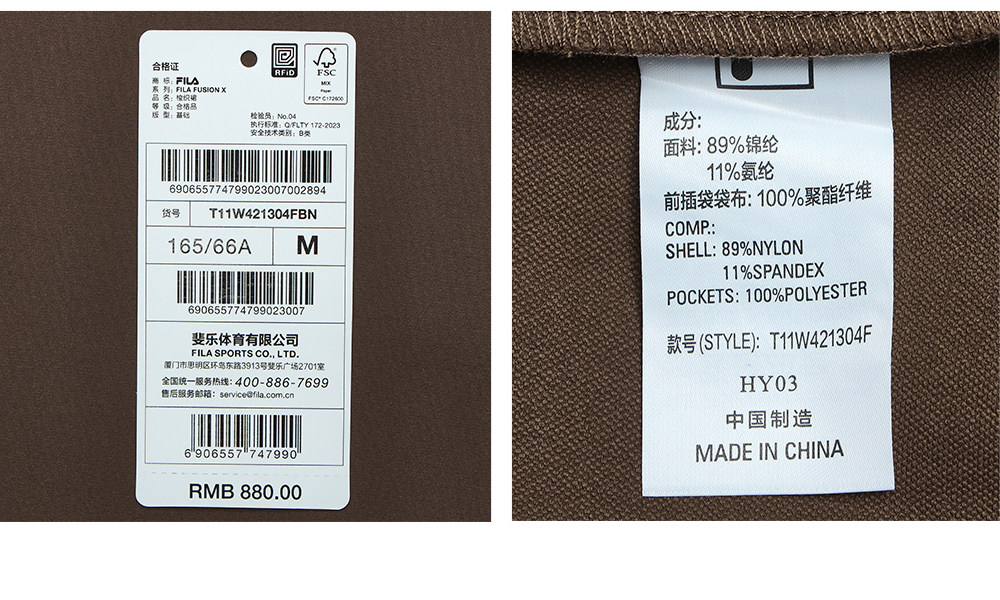 合格证
商 标: FILA
系 列: FILA FUSION X
品 名: 梭织裙
等 级: 合格品
版 型: 基础
RFID
FSC
MIX
Paper
FSC® C172600
检验员: No.04
执行标准: Q/FLTY 172-2023
安全技术类别: B类
690655774799023007002894
货号 T11W421304FBN
165/66A M
690655774799023007
斐乐体育有限公司
FILA SPORTS CO., LTD.
厦门市思明区环岛东路3913号斐乐广场2701室
全国统一服务热线: 400-886-7699
售后服务邮箱: service@fila.com.cn
6 906557 747990
RMB 880.00
成分:
面料: 89%锦纶
11%氨纶
前插袋袋布: 100%聚酯纤维
COMP.:
SHELL: 89%NYLON
11%SPANDEX
POCKETS: 100%POLYESTER
款号(STYLE): T11W421304F
HY03
中国制造
MADE IN CHINA